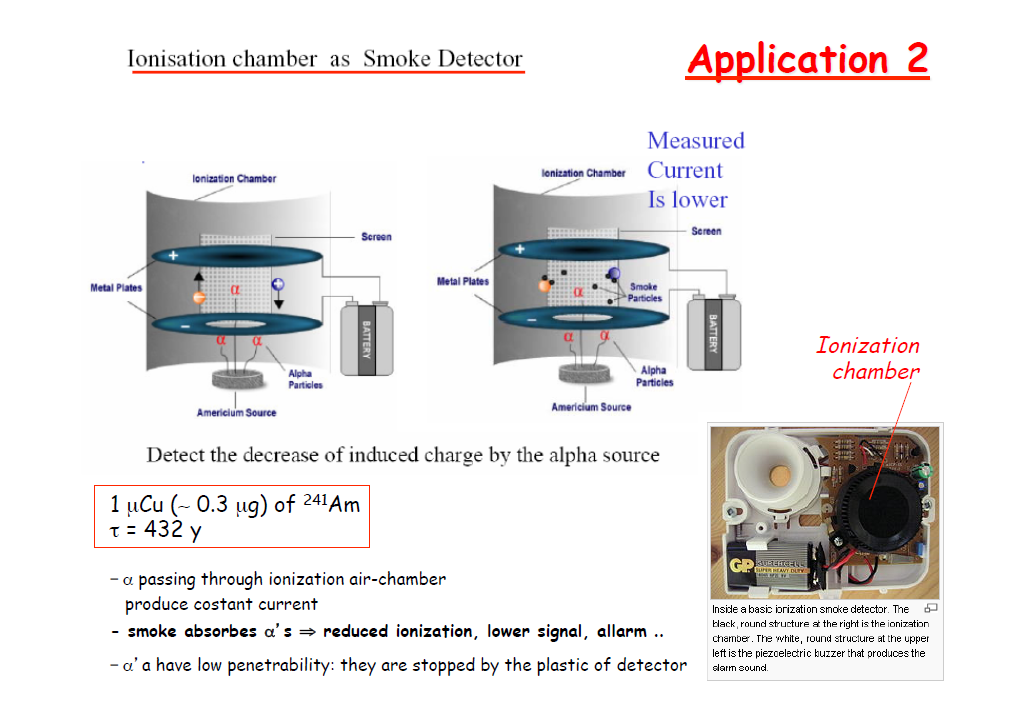 Ionisation chamber as Smoke Detector
Application 2
Measured
Current
Is lower
Ionization Chamber
Screen
+
+
Metal Plates
−
α
−
α
α
BATTERY
Alpha
Particles
Americium Source
Ionization Chamber
Screen
+
Metal Plates
α
Smoke
Particles
−
α
α
BATTERY
Alpha
Particles
Americium Source
Ionization
chamber
Detect the decrease of induced charge by the alpha source
1 μCu (~ 0.3 μg) of ²⁴¹Am
τ = 432 y
- α passing through ionization air-chamber
produce costant current
- smoke absorbes α's ⇒ reduced ionization, lower signal, allarm ..
- α'a have low penetrability: they are stopped by the plastic of detector
GP
SUPERCELL
SUPER HEAVY DUTY
Inside a basic ionization smoke detector. The
black, round structure at the right is the ionization
chamber. The white, round structure at the upper
left is the piezoelectric buzzer that produces the
alarm sound.